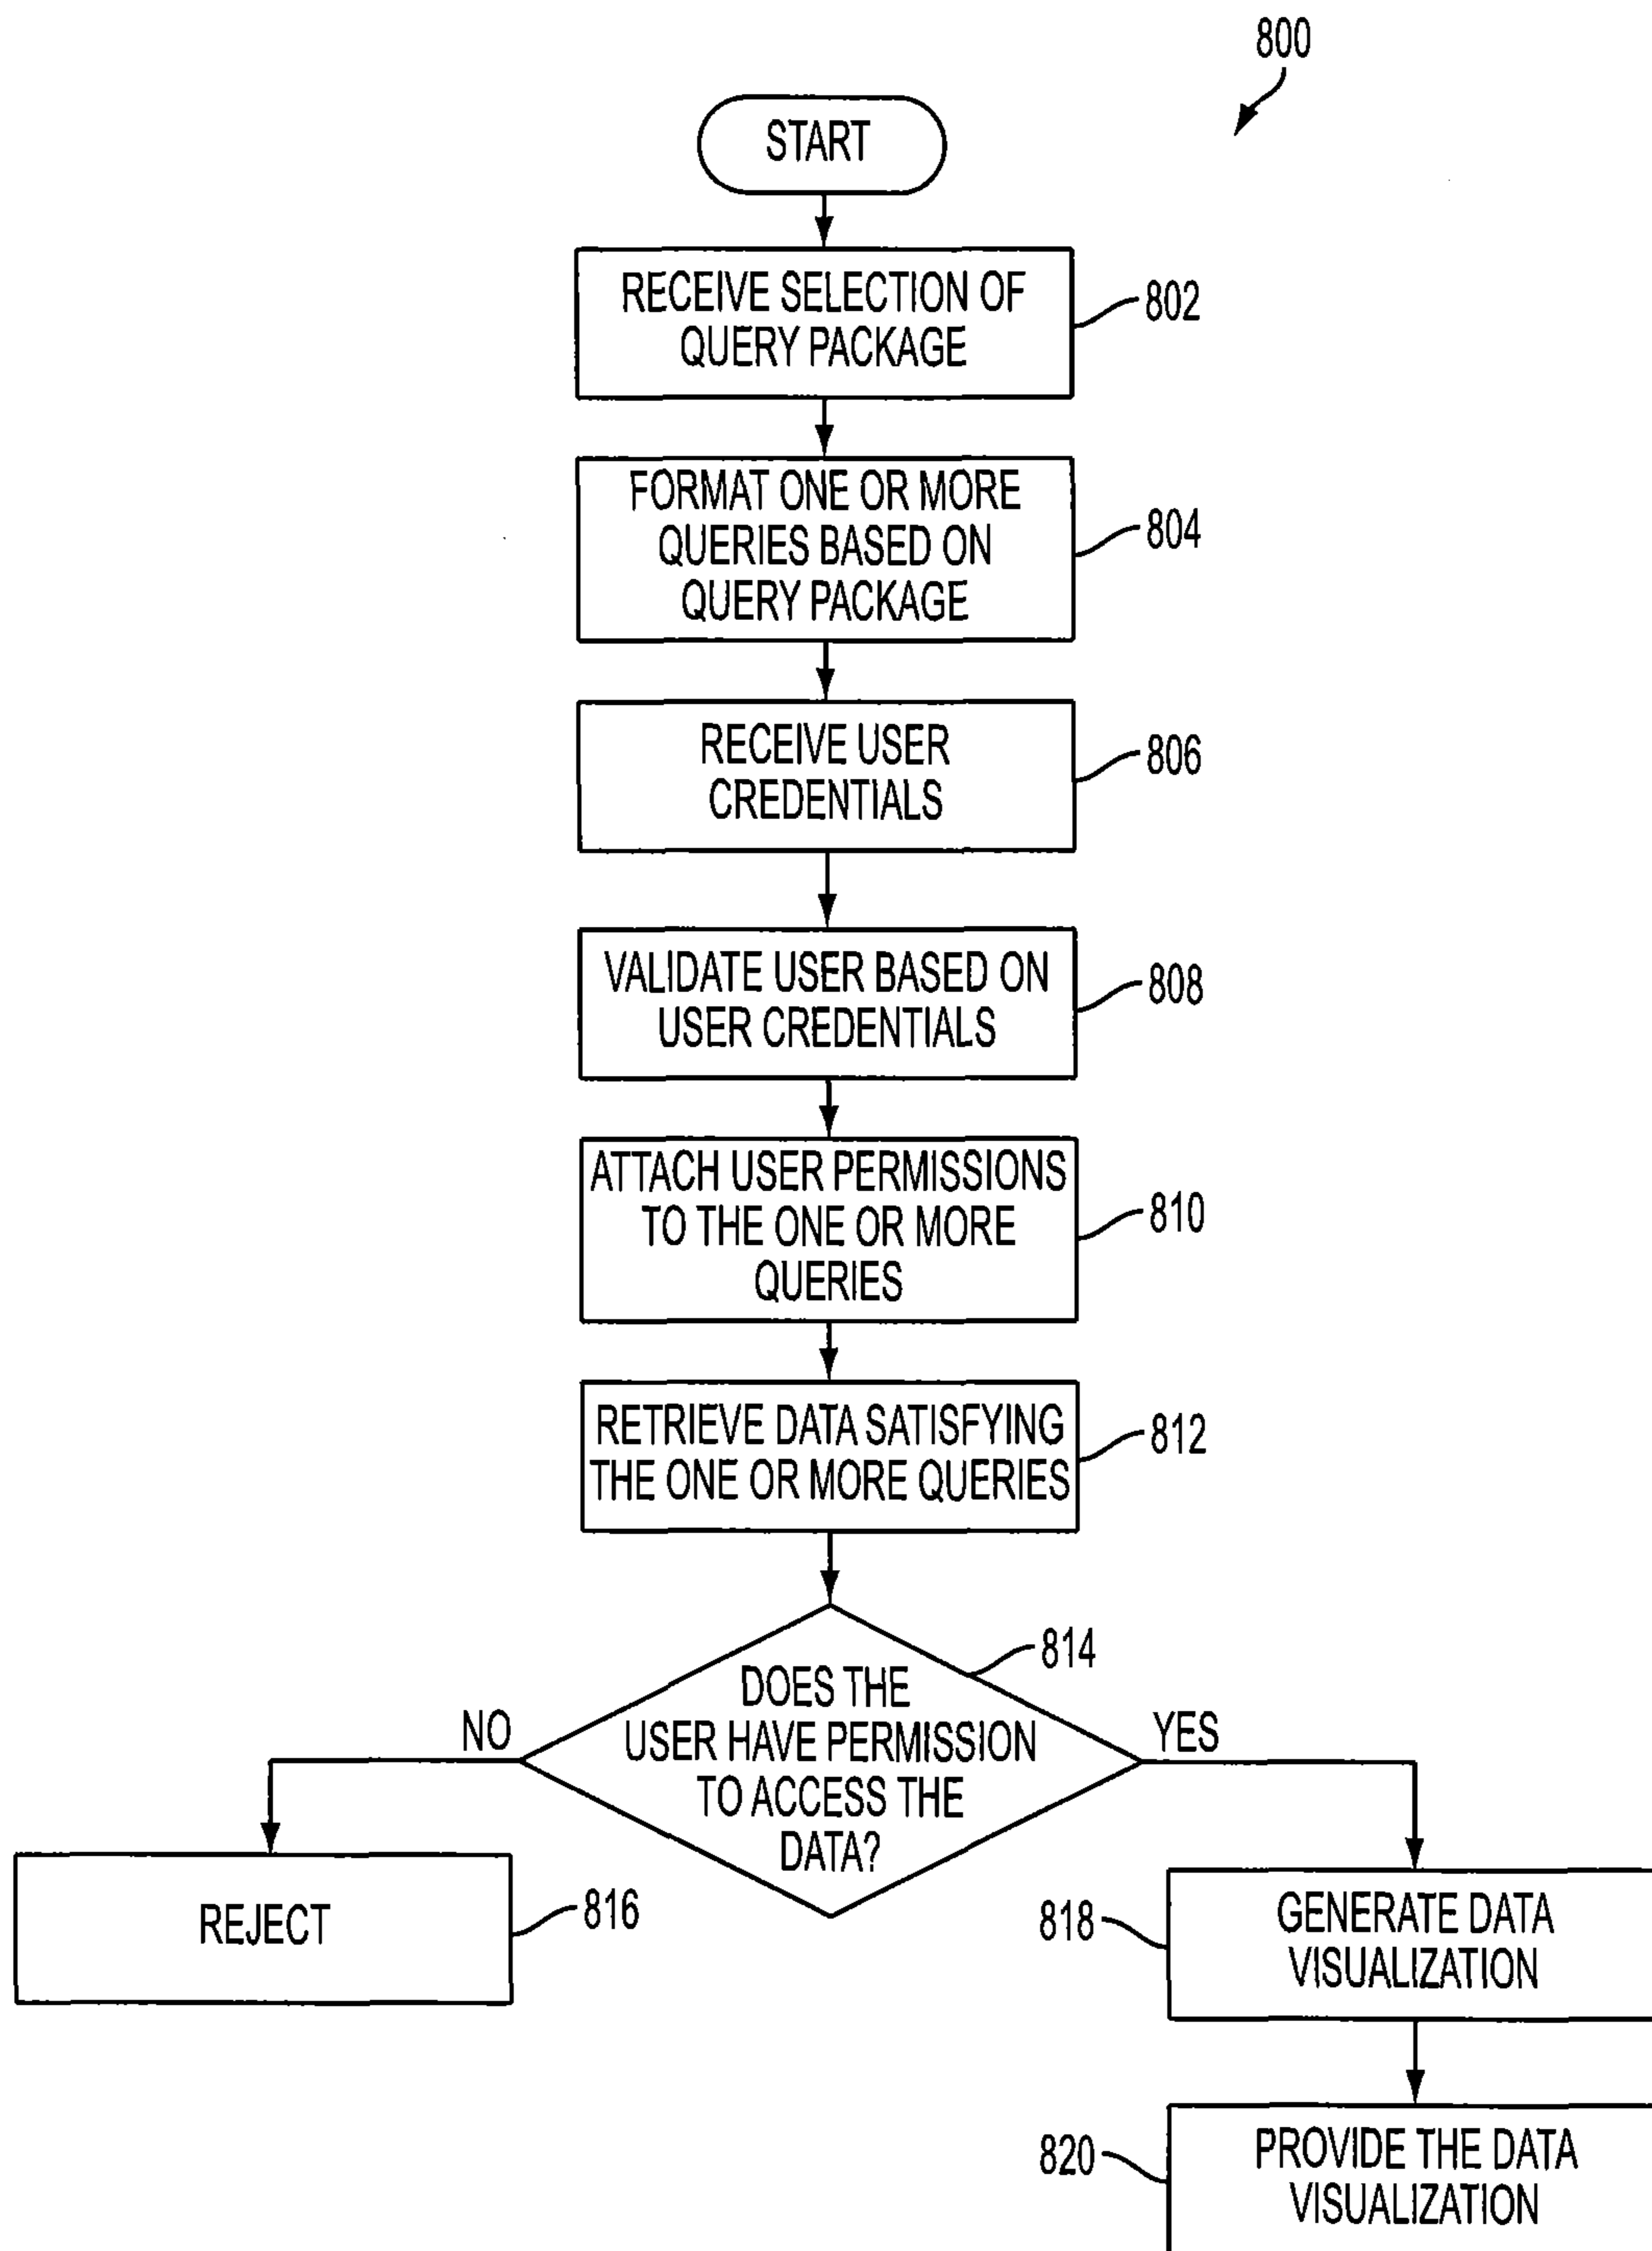 800
START
RECEIVE SELECTION OF
QUERY PACKAGE
802
FORMAT ONE OR MORE
QUERIES BASED ON
QUERY PACKAGE
804
RECEIVE USER
CREDENTIALS
806
VALIDATE USER BASED ON
USER CREDENTIALS
808
ATTACH USER PERMISSIONS
TO THE ONE OR MORE
QUERIES
810
RETRIEVE DATA SATISFYING
THE ONE OR MORE QUERIES
812
814
DOES THE
USER HAVE PERMISSION
TO ACCESS THE
DATA?
NO
YES
REJECT
816
818
GENERATE DATA
VISUALIZATION
820
PROVIDE THE DATA
VISUALIZATION